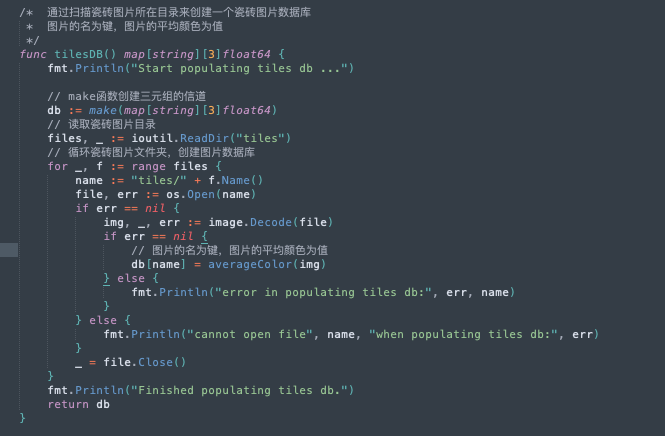 /*  通过扫描瓷砖图片所在目录来创建一个瓷砖图片数据库
 *  图片的名为键，图片的平均颜色为值
 */
func tilesDB() map[string][3]float64 {
    fmt.Println("Start populating tiles db ...")

    // make函数创建三元组的信道
    db := make(map[string][3]float64)
    // 读取瓷砖图片目录
    files, _ := ioutil.ReadDir("tiles")
    // 循环瓷砖图片文件夹，创建图片数据库
    for _, f := range files {
        name := "tiles/" + f.Name()
        file, err := os.Open(name)
        if err == nil {
            img, _, err := image.Decode(file)
            if err == nil {
                // 图片的名为键，图片的平均颜色为值
                db[name] = averageColor(img)
            } else {
                fmt.Println("error in populating tiles db:", err, name)
            }
        } else {
            fmt.Println("cannot open file", name, "when populating tiles db:", err)
        }
        _ = file.Close()
    }
    fmt.Println("Finished populating tiles db.")
    return db
}